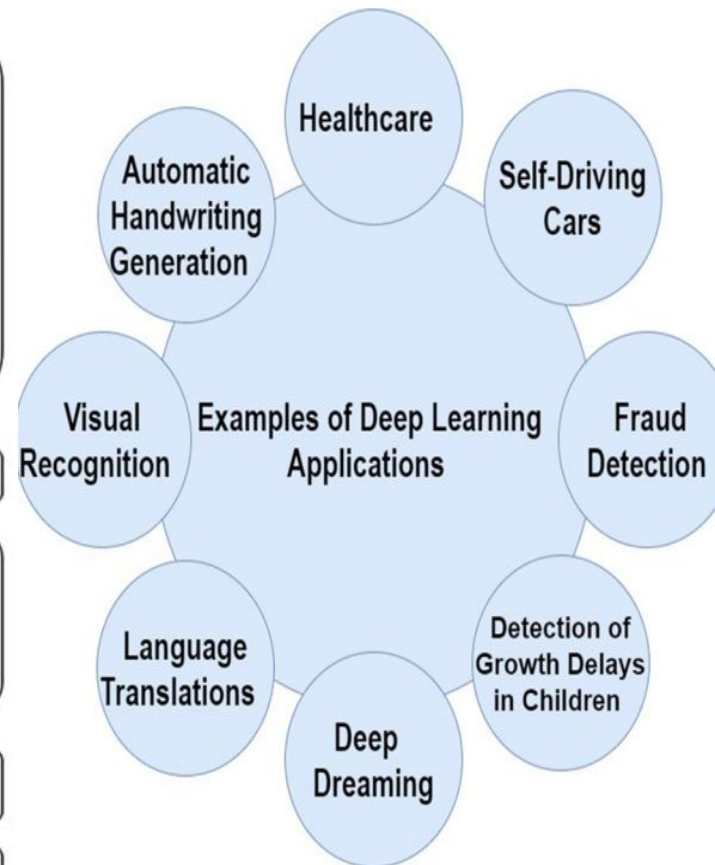 Healthcare
Self-Driving
Cars
Fraud
Detection
Detection of
Growth Delays
in Children
Deep
Dreaming
Language
Translations
Visual
Recognition
Automatic
Handwriting
Generation
Examples of Deep Learning
Applications